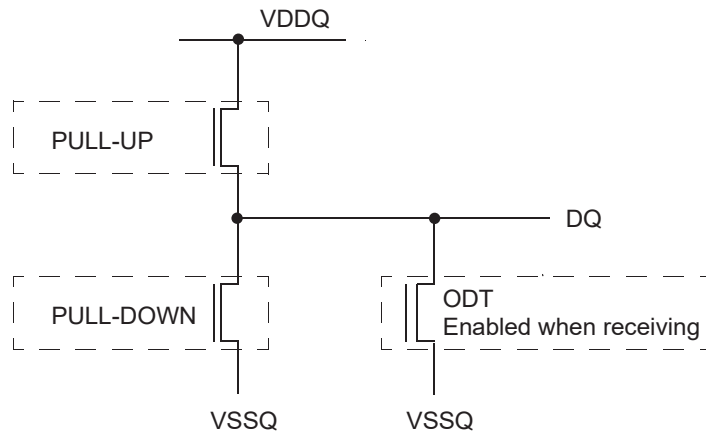 VDDQ
PULL-UP
DQ
PULL-DOWN
ODT
Enabled when receiving
VSSQ
VSSQ